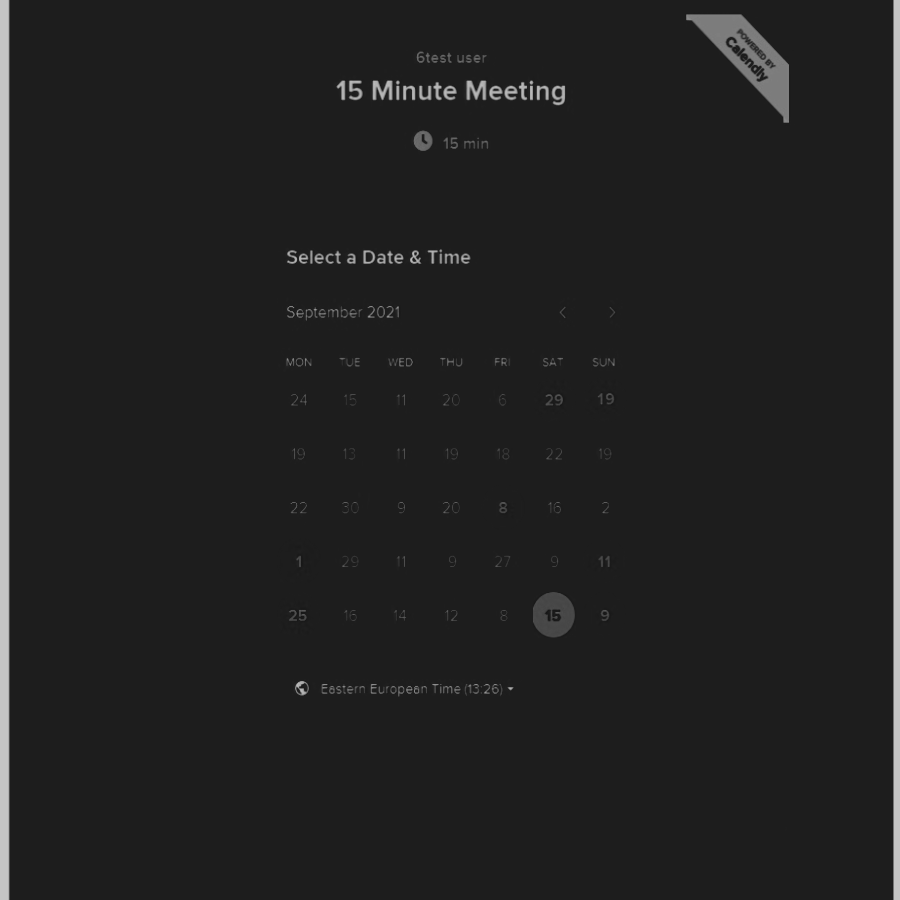 POWERED BY
Calendly
6test user
15 Minute Meeting
15 min
Select a Date & Time
September 2021
MON TUE WED THU FRI SAT SUN
24 15 11 20 6 29 19
19 13 11 19 18 22 19
22 30 9 20 8 16 2
1 29 11 9 27 9 11
25 16 14 12 8 15 9
Eastern European Time (13:26)